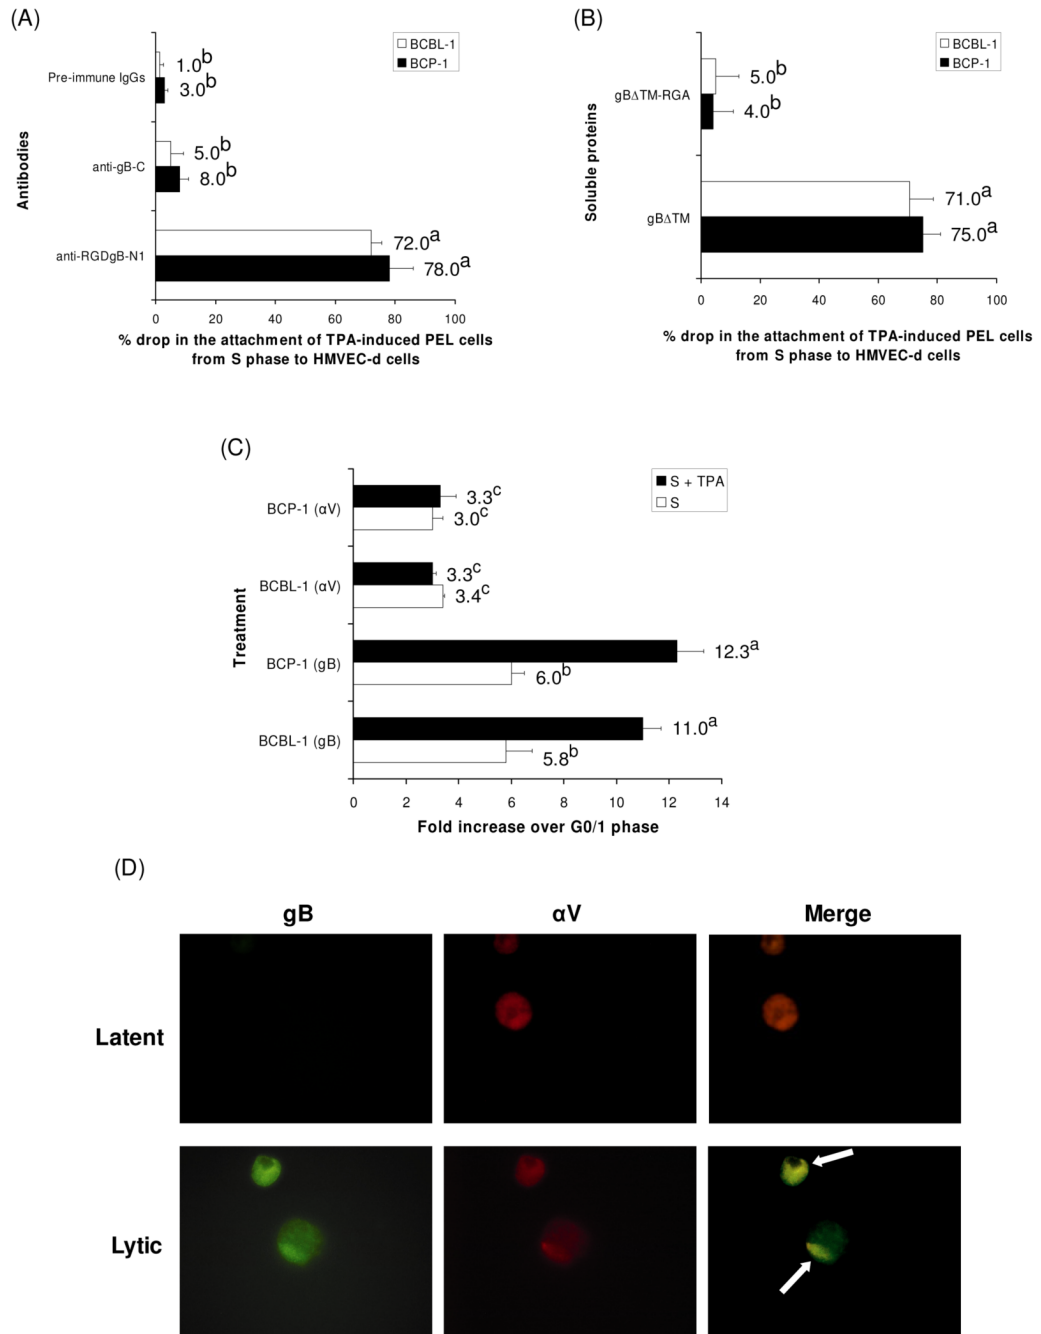 (A)
BCBL-1
BCP-1
Antibodies
Pre-immune IgGs
1.0b
3.0b
anti-gB-C
5.0b
8.0b
anti-RGDgB-N1
72.0a
78.0a
0 20 40 60 80 100
% drop in the attachment of TPA-induced PEL cells
from S phase to HMVEC-d cells
(B)
BCBL-1
BCP-1
Soluble proteins
gBΔTM-RGA
5.0b
4.0b
gBΔTM
71.0a
75.0a
0 20 40 60 80 100
% drop in the attachment of TPA-induced PEL cells
from S phase to HMVEC-d cells
(C)
S + TPA
S
Treatment
BCP-1 (αV)
3.3c
3.0c
BCBL-1 (αV)
3.3c
3.4c
BCP-1 (gB)
12.3a
6.0b
BCBL-1 (gB)
11.0a
5.8b
0 2 4 6 8 10 12 14
Fold increase over G0/1 phase
(D)
gB αV Merge
Latent
Lytic